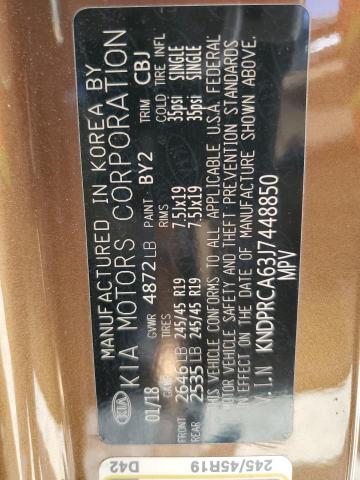 MANUFACTURED IN KOREA BY
KIA KIA MOTORS CORPORATION
01/18 GVWR 4872LB PAINT BY2 TRIM CBJ
GAWR TIRES RIMS COLD TIRE INFL
FRONT 2646LB 245/45 R19 7.5Jx19 35psi SINGLE
REAR 2535LB 245/45 R19 7.5Jx19 35psi SINGLE
THIS VEHICLE CONFORMS TO ALL APPLICABLE U.S.A. FEDERAL
MOTOR VEHICLE SAFETY AND THEFT PREVENTION STANDARDS
IN EFFECT ON THE DATE OF MANUFACTURE SHOWN ABOVE.
V.I.N KNDPRCA63J7448850
MPV
D42
245/45R19